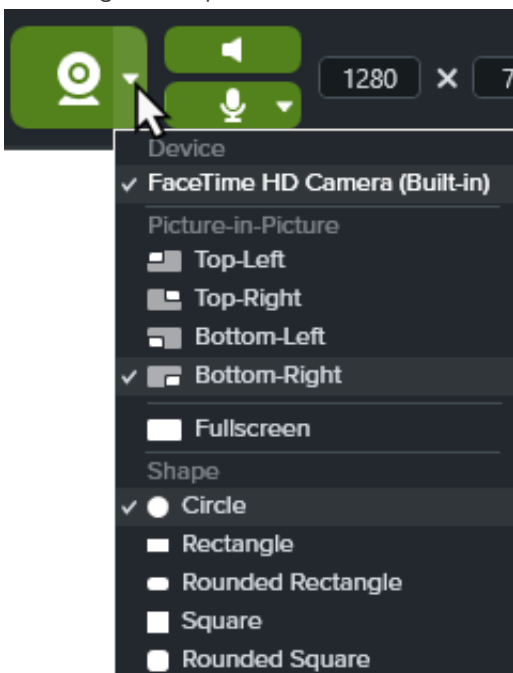 1280 × 7
Device
FaceTime HD Camera (Built-in)
Picture-in-Picture
Top-Left
Top-Right
Bottom-Left
Bottom-Right
Fullscreen
Shape
Circle
Rectangle
Rounded Rectangle
Square
Rounded Square